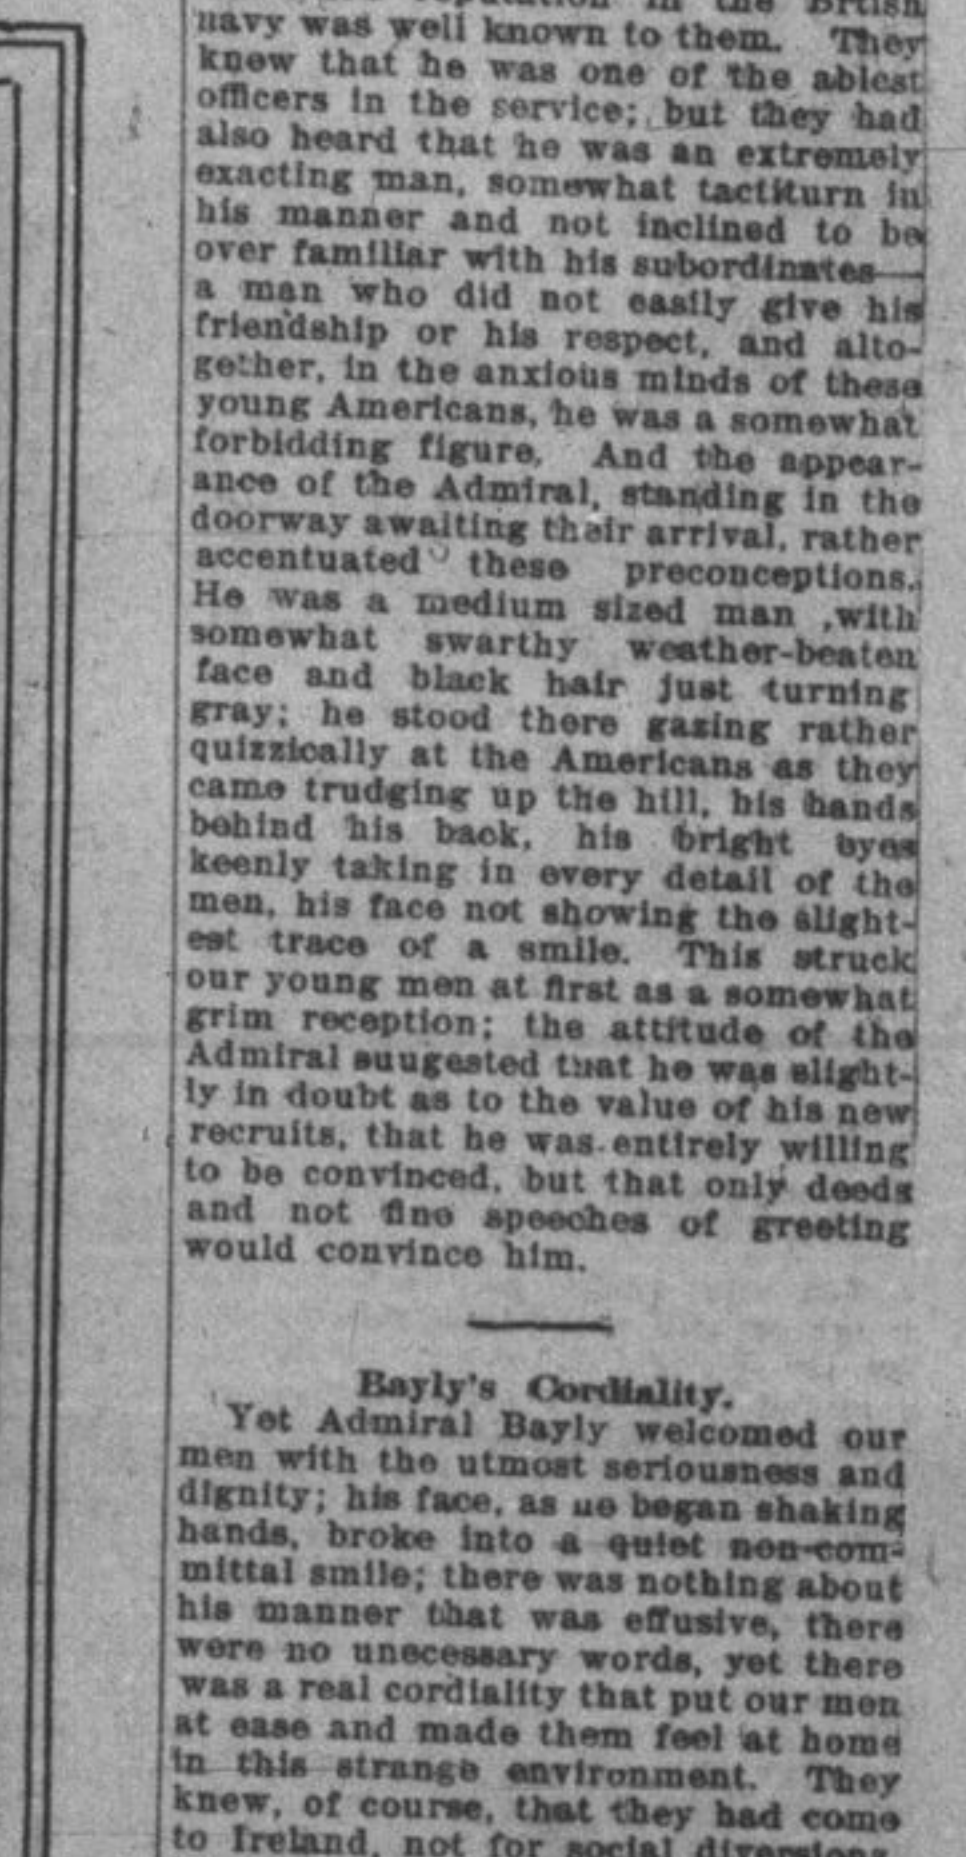 in the Brtish
navy was well known to them. They
knew that he was one of the ablest
officers in the service; but they had
also heard that he was an extremely
exacting man, somewhat tactiturn in
his manner and not inclined to be
over familiar with his subordinates—
a man who did not easily give his
friendship or his respect, and alto-
gether, in the anxious minds of these
young Americans, he was a somewhat
forbidding figure. And the appear-
ance of the Admiral, standing in the
doorway awaiting their arrival, rather
accentuated these preconceptions.
He was a medium sized man ,with
somewhat swarthy weather-beaten
face and black hair just turning
gray; he stood there gazing rather
quizzically at the Americans as they
came trudging up the hill, his hands
behind his back, his bright eyes
keenly taking in every detail of the
men, his face not showing the slight-
est trace of a smile. This struck
our young men at first as a somewhat
grim reception; the attitude of the
Admiral suugested that he was slight-
ly in doubt as to the value of his new
recruits, that he was entirely willing
to be convinced, but that only deeds
and not fine speeches of greeting
would convince him.
Bayly's Cordiality.
Yet Admiral Bayly welcomed our
men with the utmost seriousness and
dignity; his face, as he began shaking
hands, broke into a quiet non-com-
mittal smile; there was nothing about
his manner that was effusive, there
were no unecessary words, yet there
was a real cordiality that put our men
at ease and made them feel at home
in this strange environment. They
knew, of course, that they had come
to Ireland, not for social diversions,